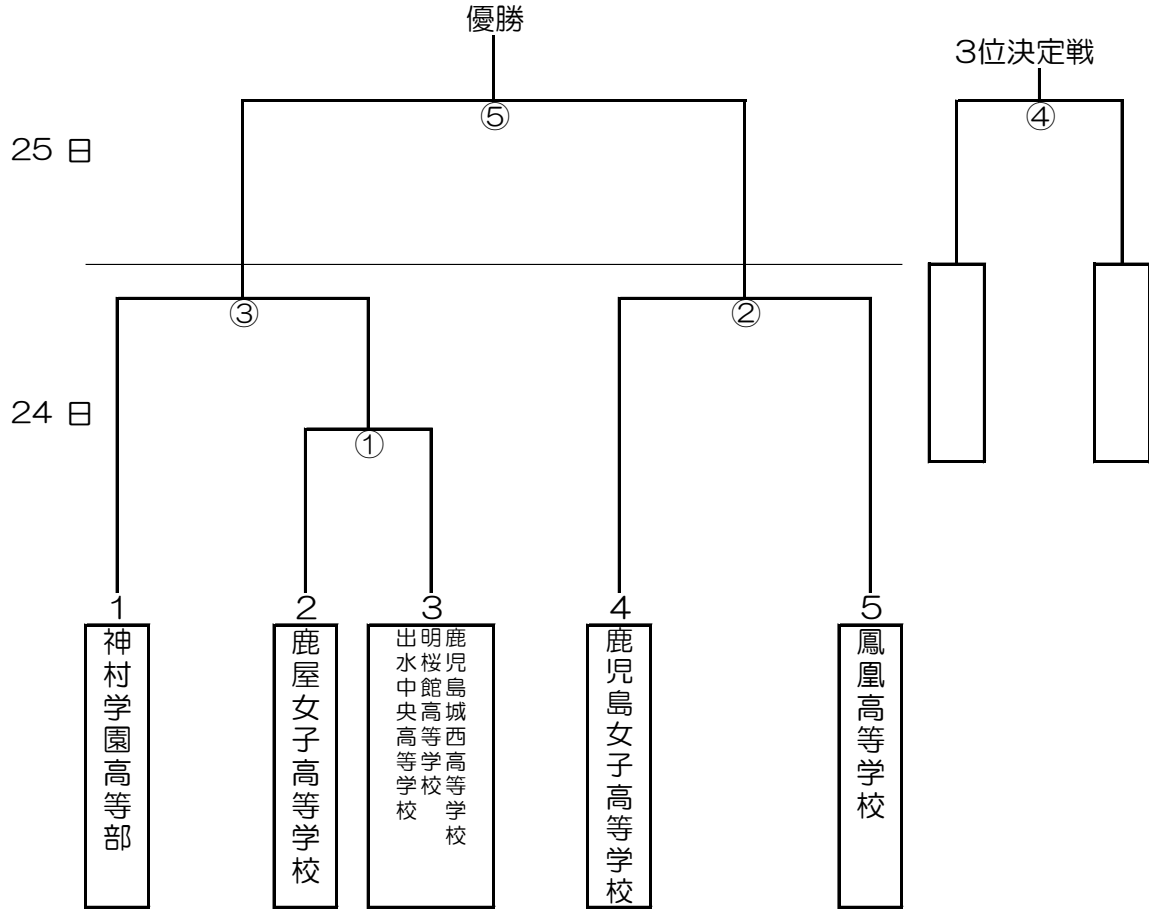 優勝
3位決定戦
⑤
④
25 日
③
②
24 日
①
1
2
3
4
5
神村学園高等部
鹿屋女子高等学校
鹿児島城西高等学校
明桜館高等学校
出水中央高等学校
鹿児島女子高等学校
鳳凰高等学校